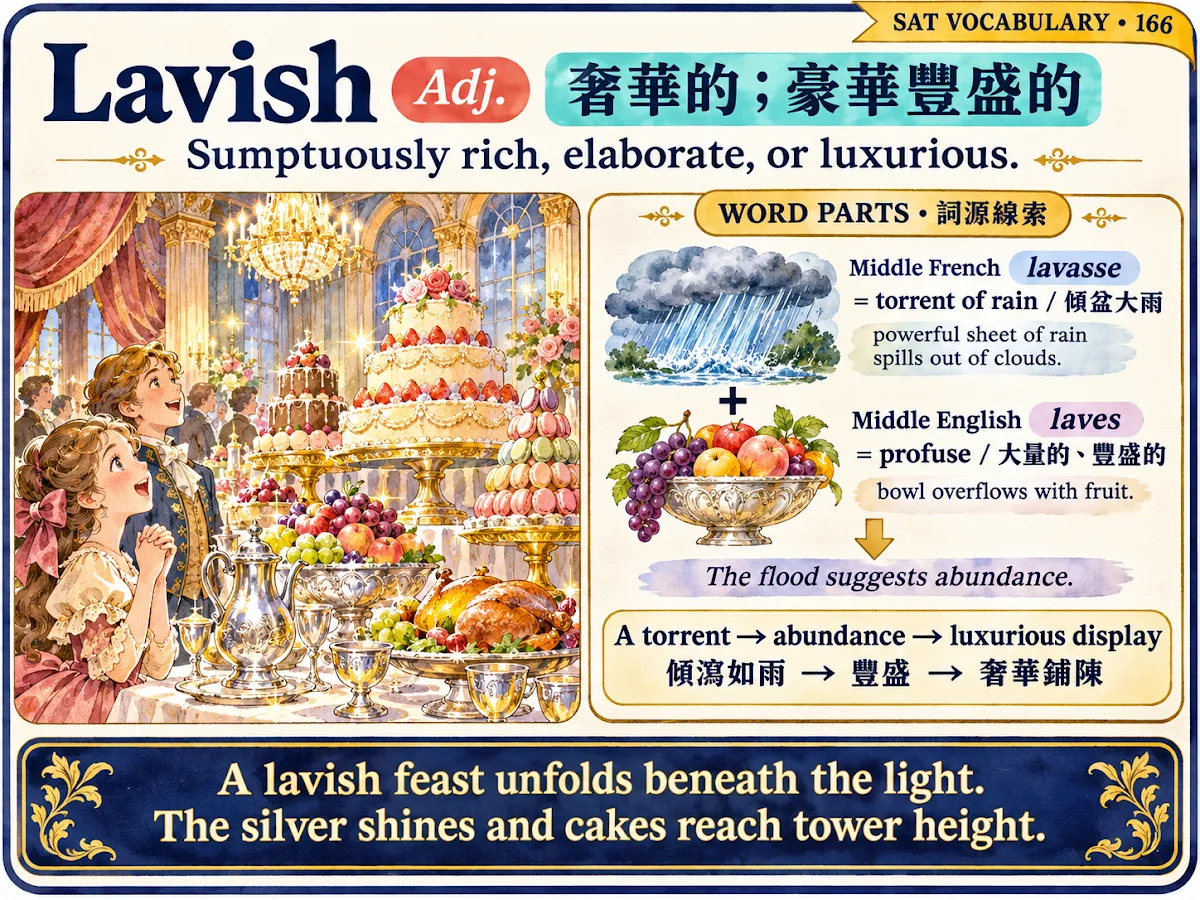 SAT VOCABULARY • 166
Lavish
Adj.
奢華的；豪華豐盛的
Sumptuously rich, elaborate, or luxurious.
WORD PARTS • 詞源線索
Middle French lavasse
= torrent of rain / 傾盆大雨
powerful sheet of rain
spills out of clouds.
+
Middle English laves
= profuse / 大量的、豐盛的
bowl overflows with fruit.
The flood suggests abundance.
A torrent → abundance → luxurious display
傾瀉如雨 → 豐盛 → 奢華鋪陳
A lavish feast unfolds beneath the light.
The silver shines and cakes reach tower height.